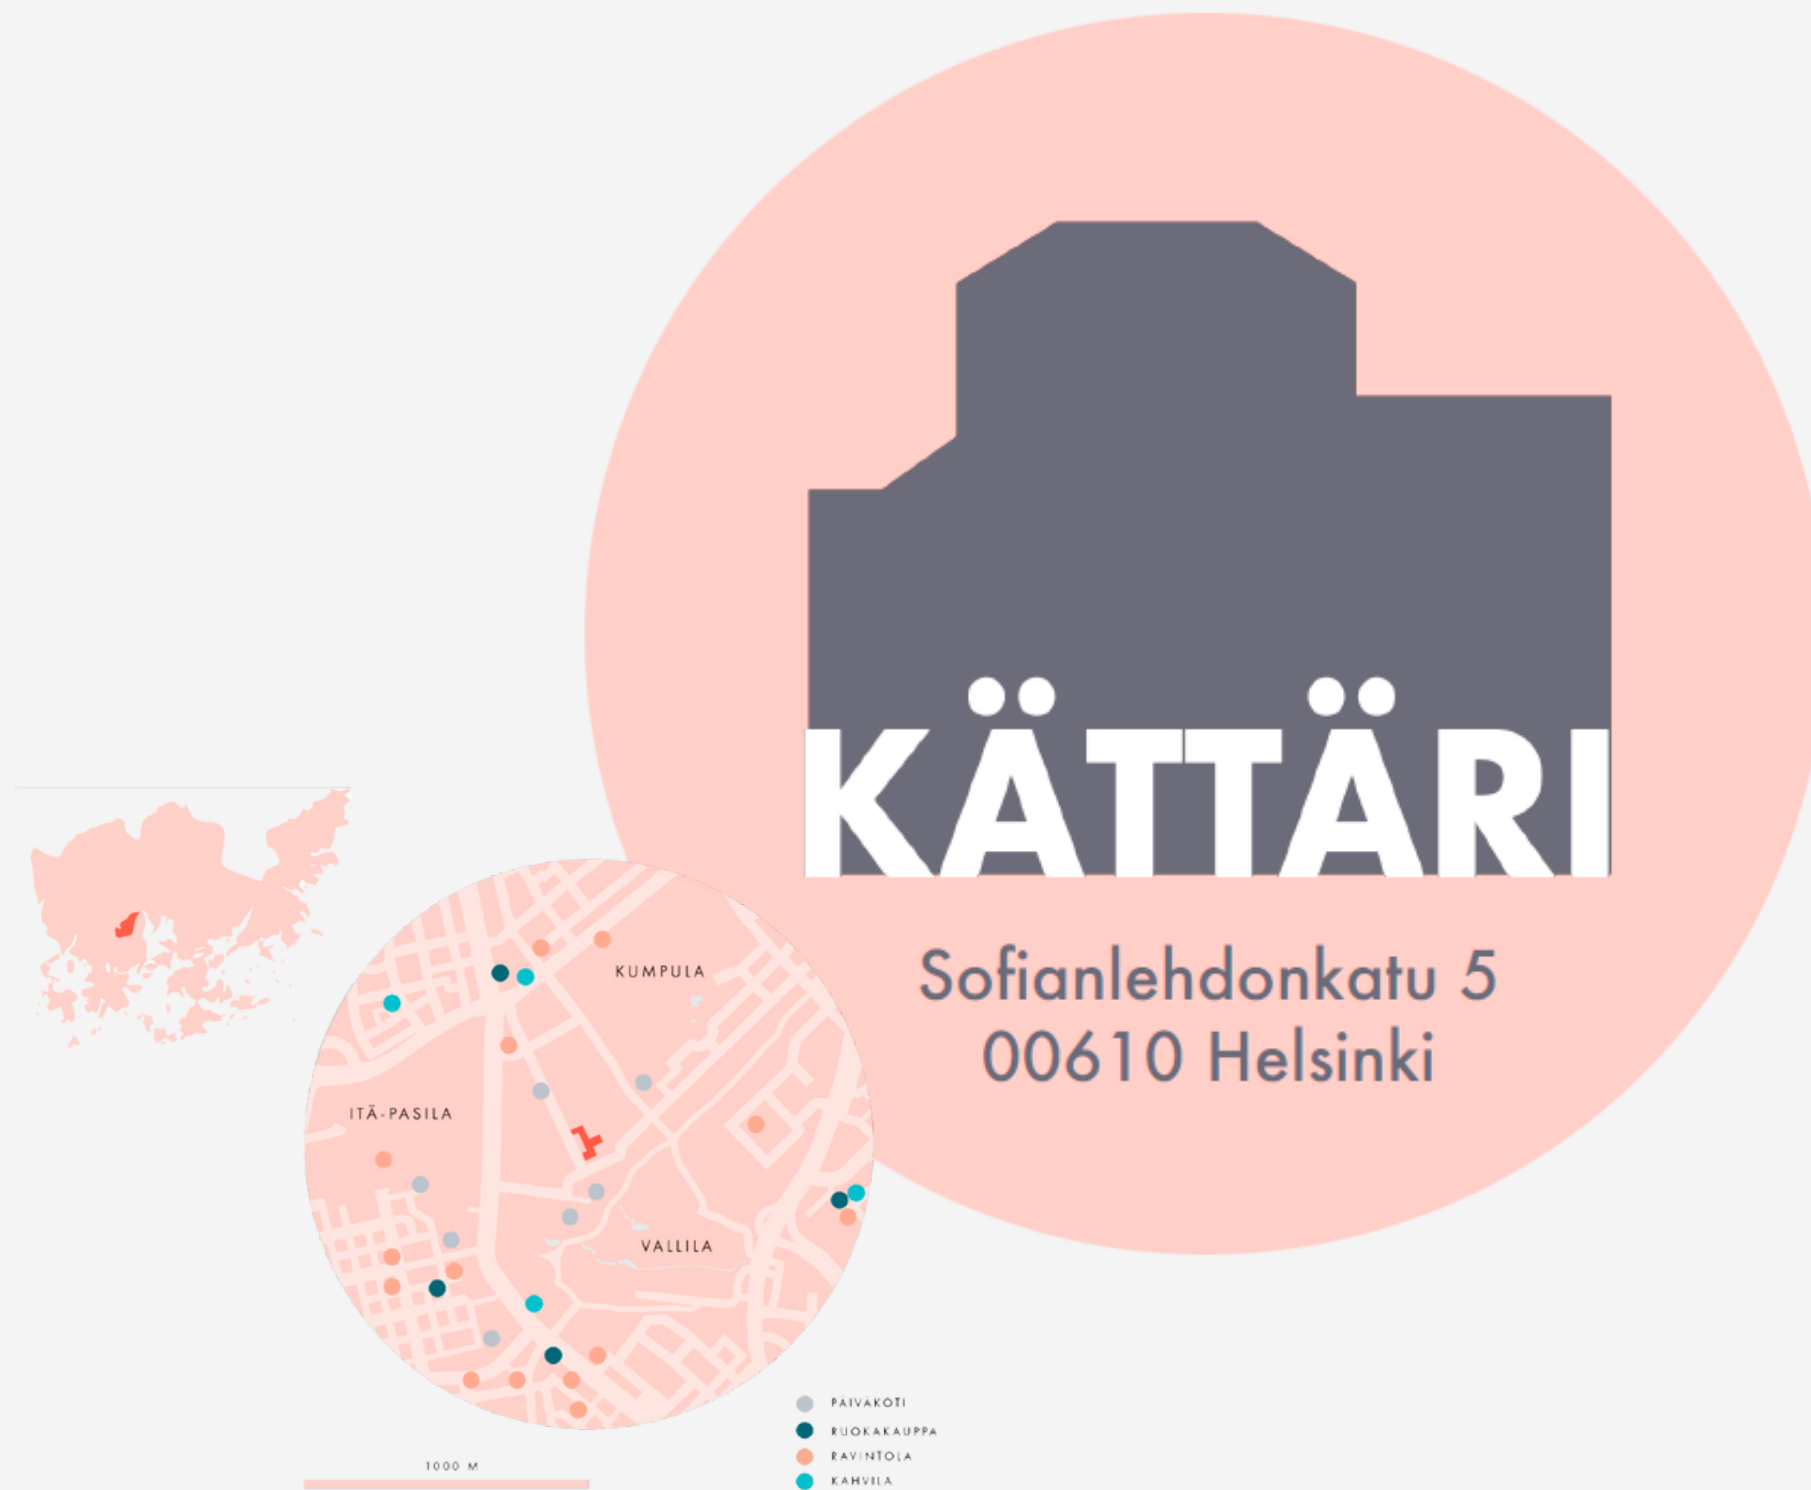 KÄTTÄRI
Sofianlehdonkatu 5
00610 Helsinki
KUMPULA
ITÄ-PASILA
VALLILA
PÄIVÄKOTI
RUOKAKAUPPA
RAVINTOLA
KAHVILA
1000 M